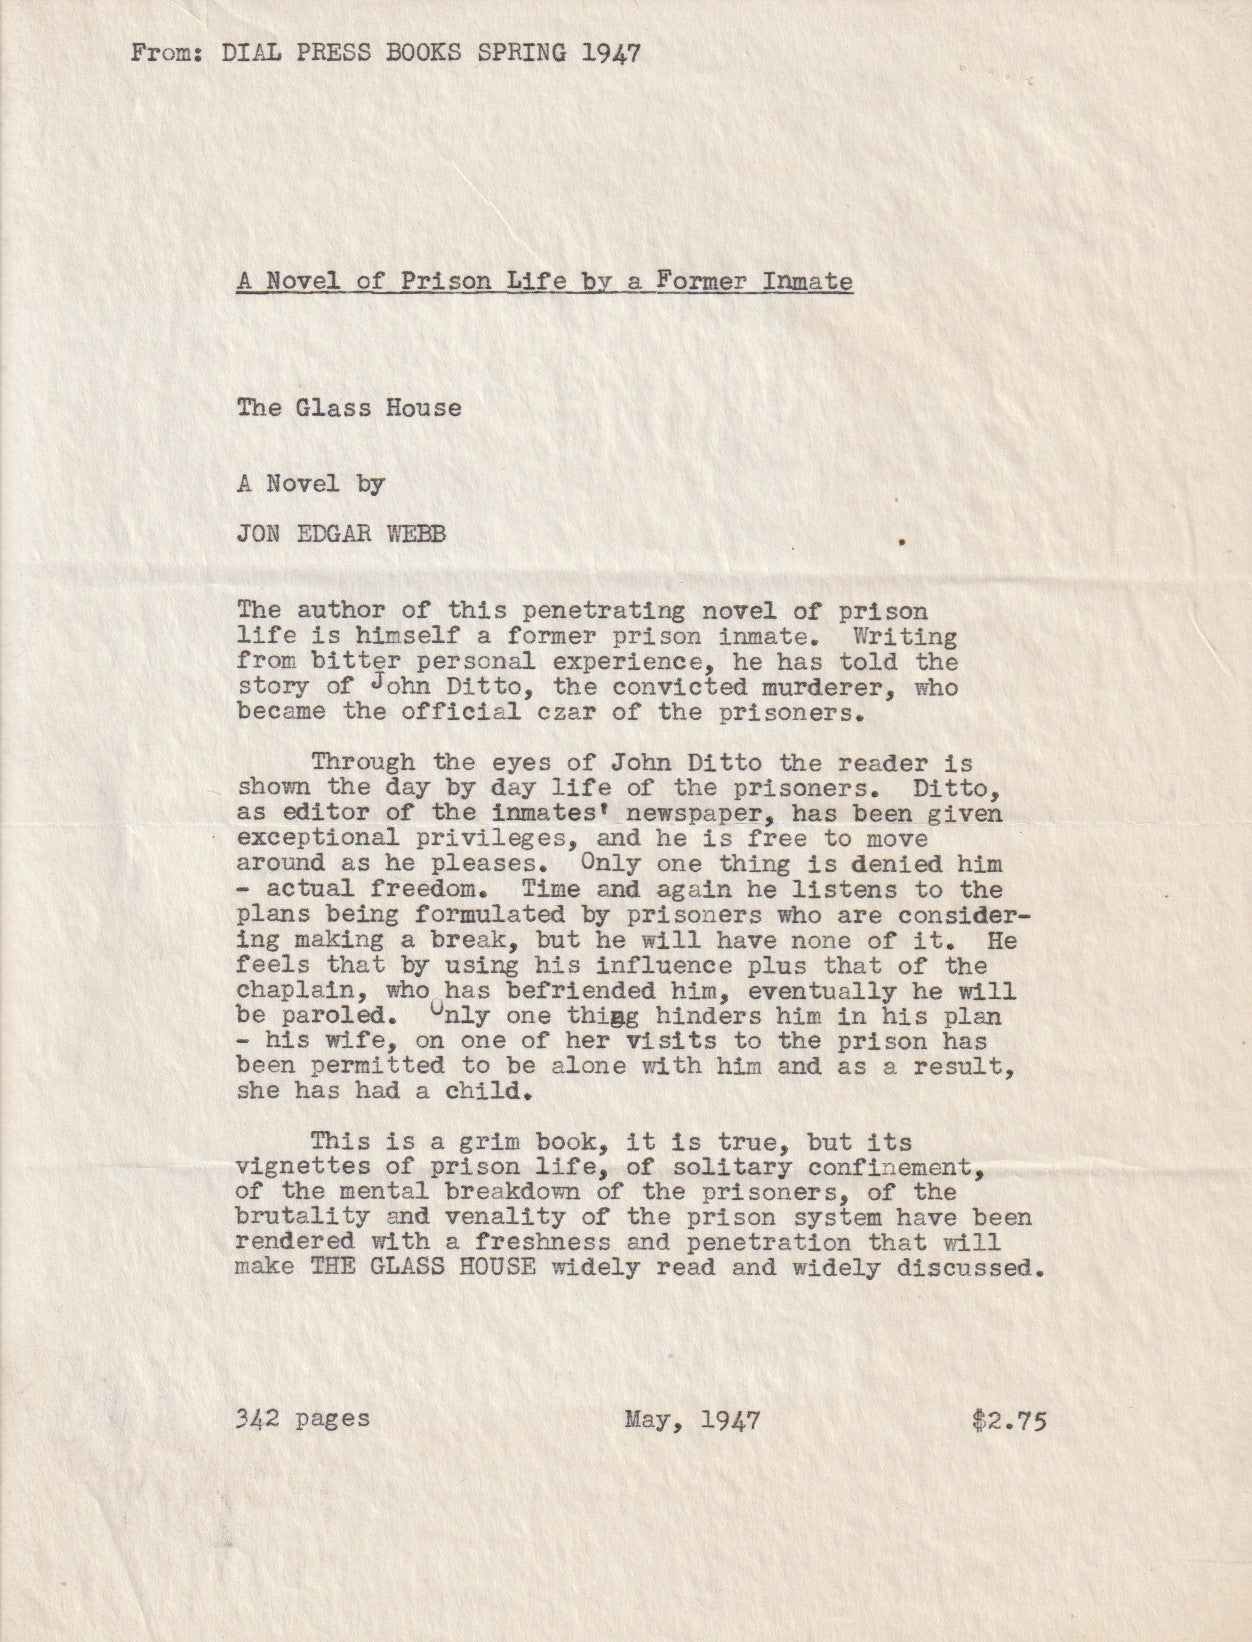 From: DIAL PRESS BOOKS SPRING 1947
A Novel of Prison Life by a Former Inmate
The Glass House
A Novel by
JON EDGAR WEBB
The author of this penetrating novel of prison
life is himself a former prison inmate. Writing
from bitter personal experience, he has told the
story of John Ditto, the convicted murderer, who
became the official czar of the prisoners.
Through the eyes of John Ditto the reader is
shown the day by day life of the prisoners. Ditto,
as editor of the inmates' newspaper, has been given
exceptional privileges, and he is free to move
around as he pleases. Only one thing is denied him
- actual freedom. Time and again he listens to the
plans being formulated by prisoners who are consider-
ing making a break, but he will have none of it. He
feels that by using his influence plus that of the
chaplain, who has befriended him, eventually he will
be paroled. Only one thing hinders him in his plan
- his wife, on one of her visits to the prison has
been permitted to be alone with him and as a result,
she has had a child.
This is a grim book, it is true, but its
vignettes of prison life, of solitary confinement,
of the mental breakdown of the prisoners, of the
brutality and venality of the prison system have been
rendered with a freshness and penetration that will
make THE GLASS HOUSE widely read and widely discussed.
342 pages May, 1947 $2.75